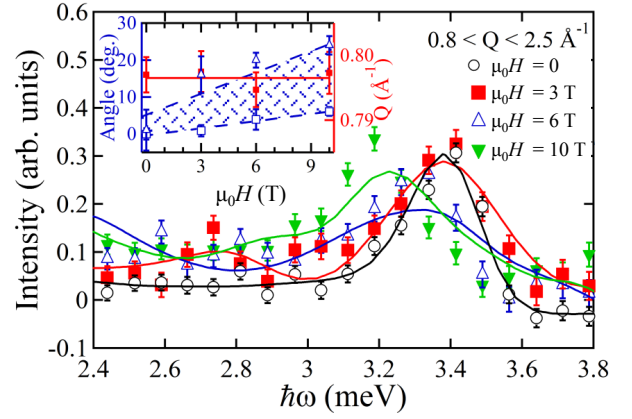 0.6
0.5
0.4
0.3
0.2
0.1
0
-0.1
Intensity (arb. units)
2.4 2.6 2.8 3 3.2 3.4 3.6 3.8
ħω (meV)
0.8 < Q < 2.5 Å⁻¹
μ₀H = 0
μ₀H = 3 T
μ₀H = 6 T
μ₀H = 10 T
30
20
10
0
Angle (deg.)
0 3 6 9
μ₀H (T)
0.80
0.79
Q (Å⁻¹)